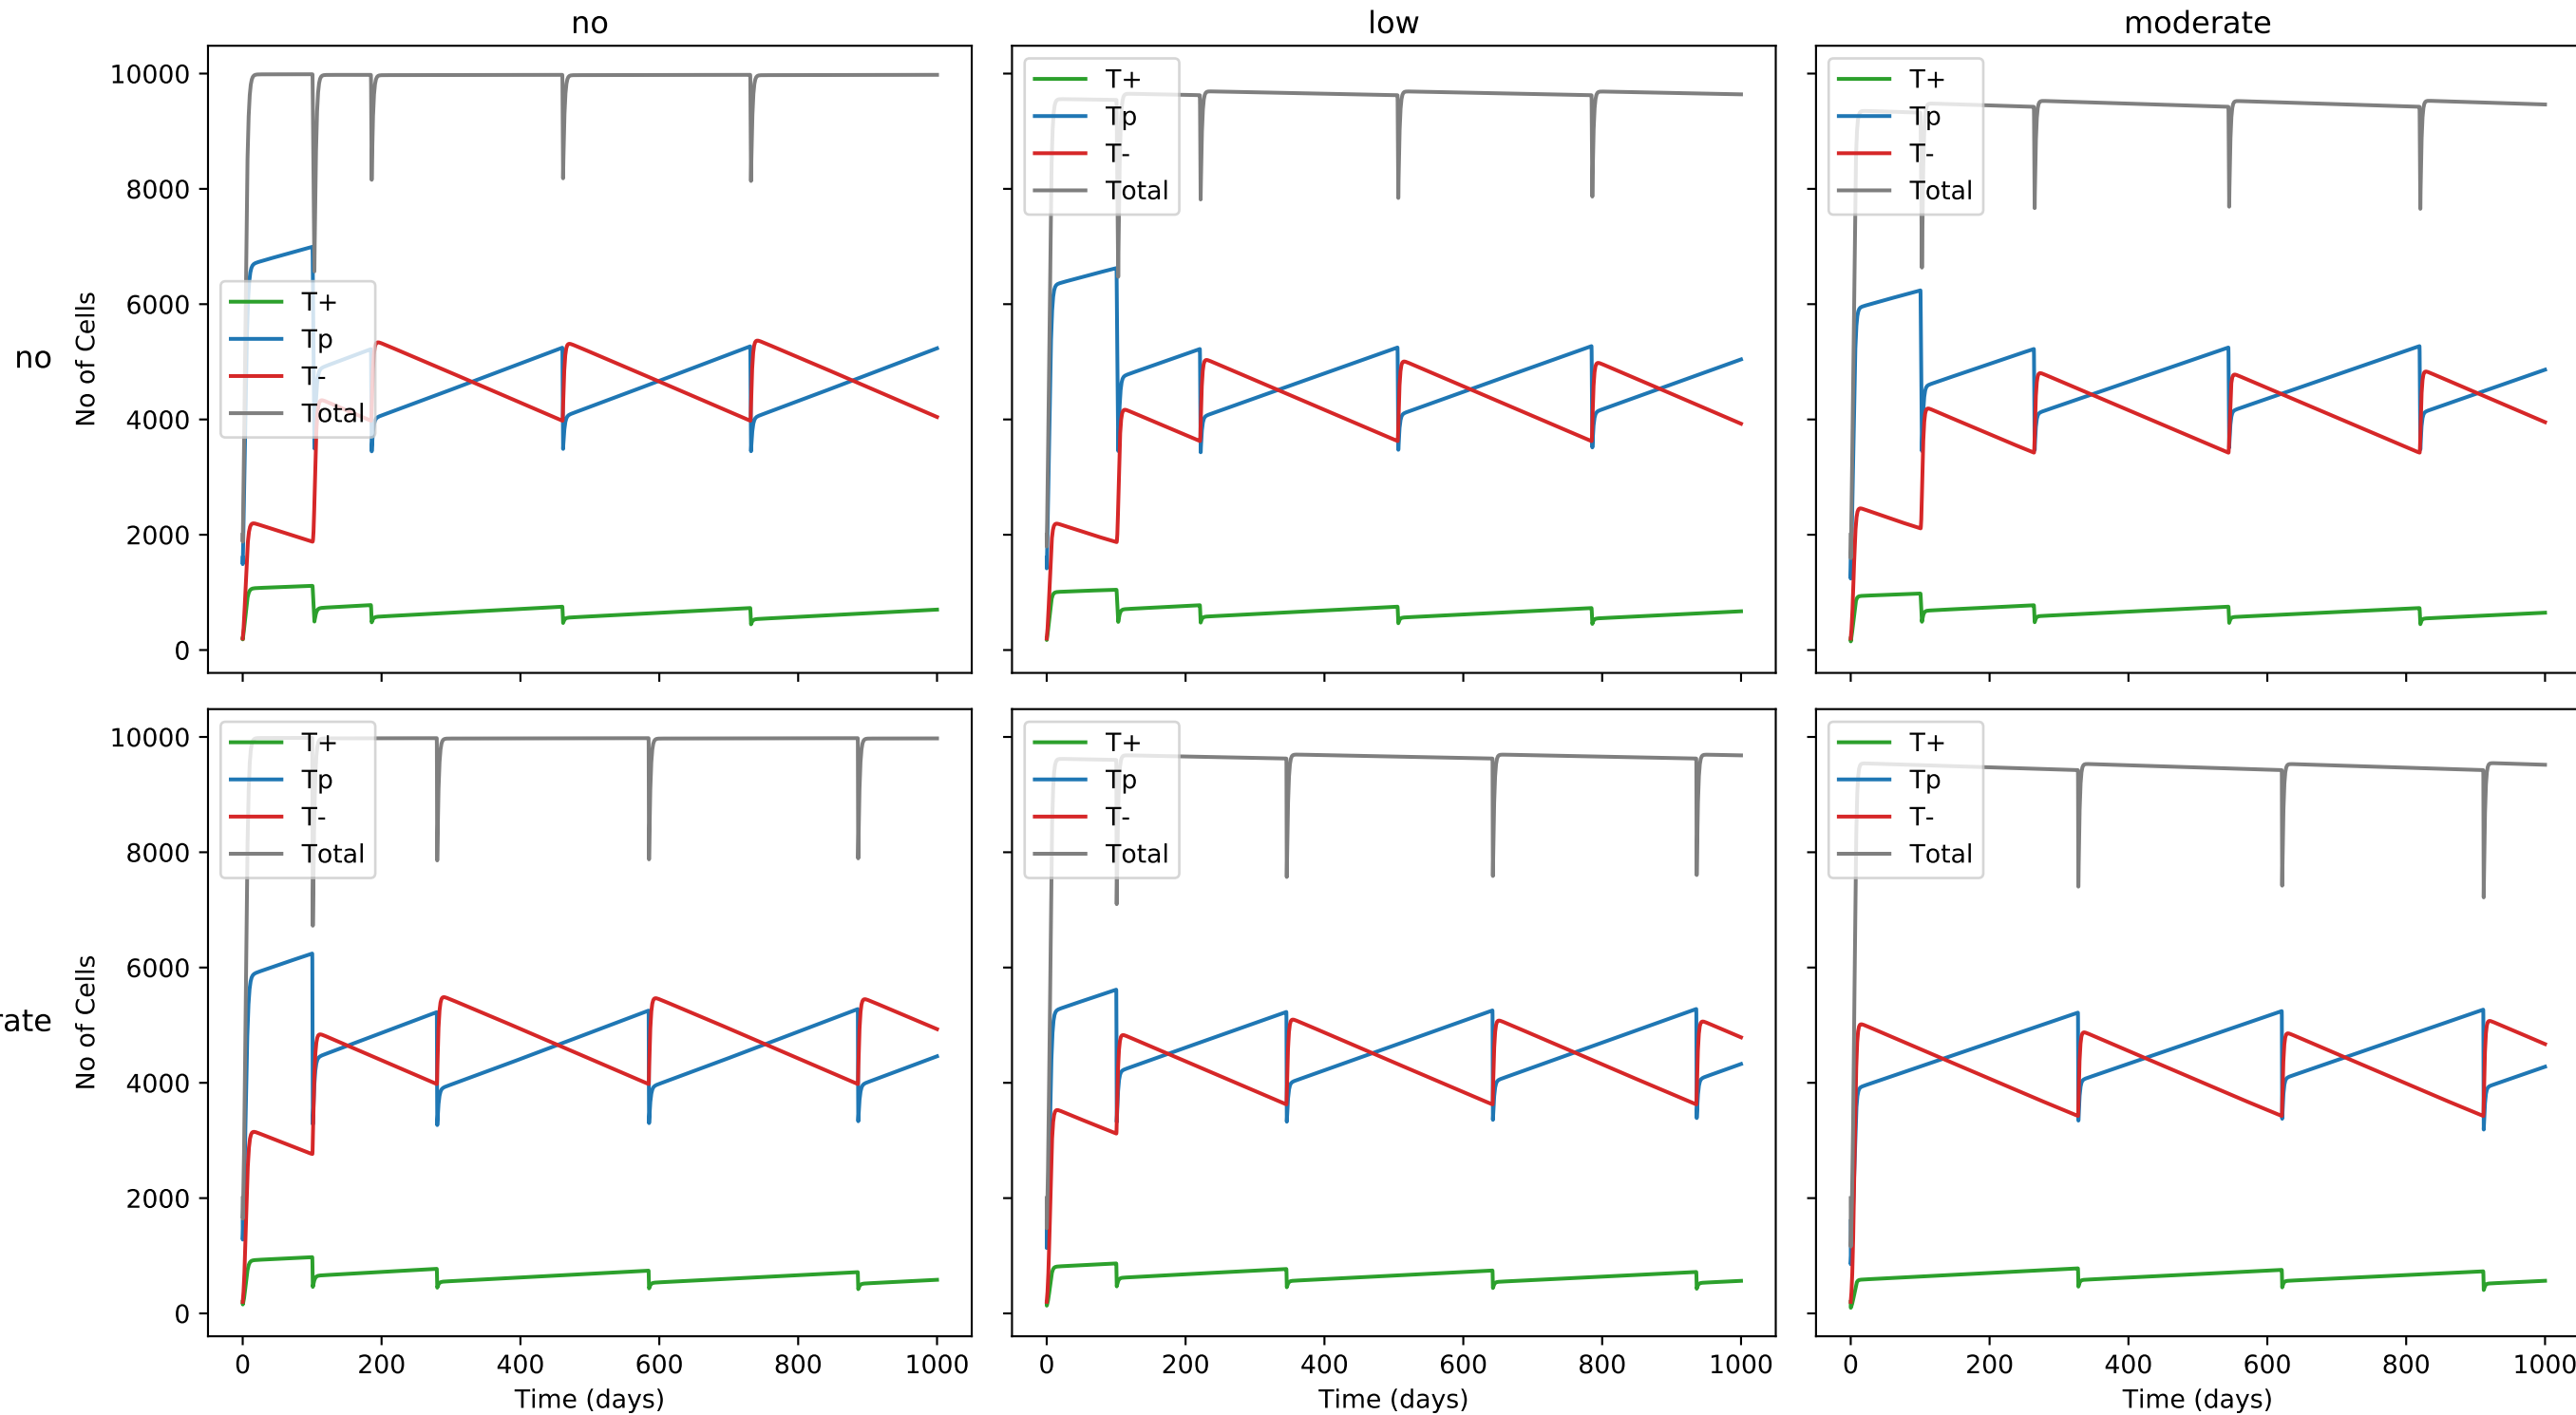 no low moderate
no
No of Cells
10000
8000
6000
4000
2000
0
T+
Tp
T-
Total
T+
Tp
T-
Total
T+
Tp
T-
Total
rate
No of Cells
10000
8000
6000
4000
2000
0
T+
Tp
T-
Total
T+
Tp
T-
Total
T+
Tp
T-
Total
0 200 400 600 800 1000
0 200 400 600 800 1000
0 200 400 600 800 1000
Time (days) Time (days) Time (days)